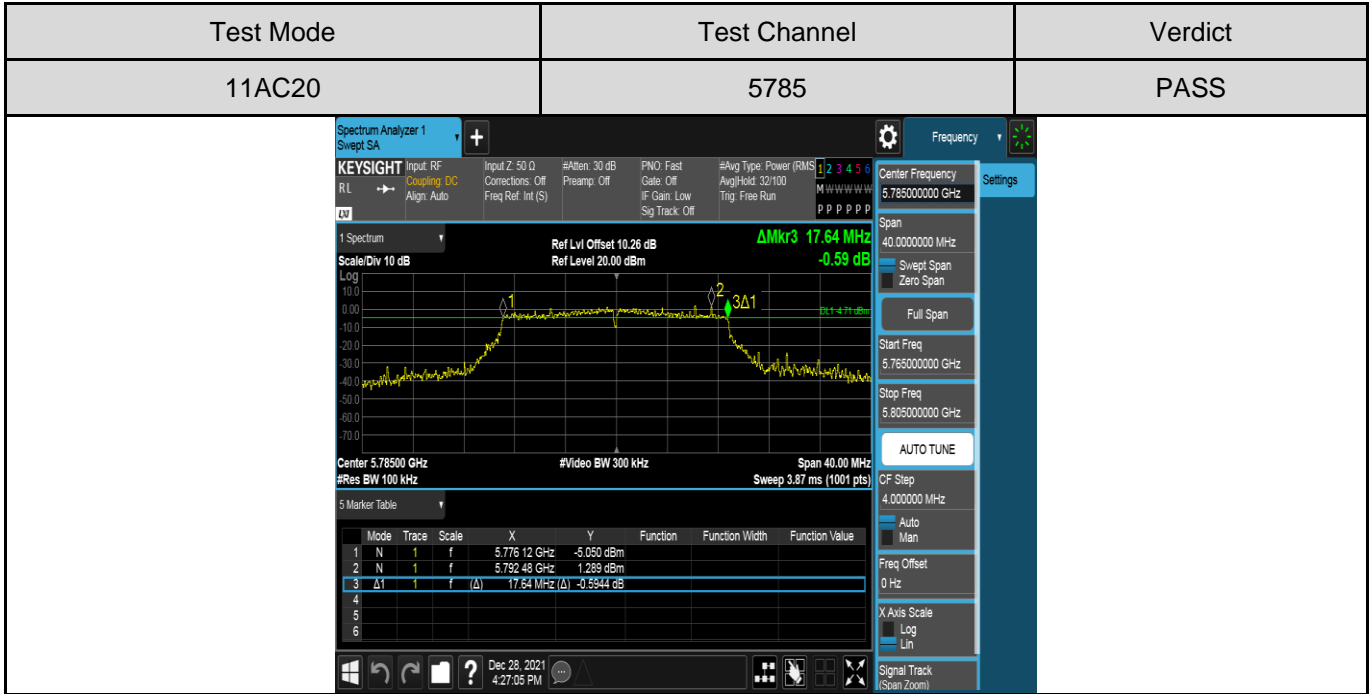 Test Mode Test Channel Verdict
11AC20 5785 PASS
Spectrum Analyzer 1
Swept SA
+
Frequency
Settings
KEYSIGHT Input: RF Input Z: 50 Ω #Atten: 30 dB PNO: Fast #Avg Type: Power (RMS 1 2 3 4 5 6
RL Coupling: DC Corrections: Off Preamp: Off Gate: Off Avg|Hold: 32/100 M W W W W W
Align: Auto Freq Ref: Int (S) IF Gain: Low Trig: Free Run
LXI Sig Track: Off P P P P P P
1 Spectrum
Ref Lvl Offset 10.26 dB ΔMkr3 17.64 MHz
Scale/Div 10 dB Ref Level 20.00 dBm -0.59 dB
Log
10.0
0.00
-10.0
-20.0
-30.0
-40.0
-50.0
-60.0
-70.0
1
2
3Δ1
DL1 -4.71 dBm
Center 5.78500 GHz #Video BW 300 kHz Span 40.00 MHz
#Res BW 100 kHz Sweep 3.87 ms (1001 pts)
5 Marker Table
Mode Trace Scale X Y Function Function Width Function Value
1 N 1 f 5.776 12 GHz -5.050 dBm
2 N 1 f 5.792 48 GHz 1.289 dBm
3 Δ1 1 f (Δ) 17.64 MHz (Δ) -0.5944 dB
4
5
6
? Dec 28, 2021
4:27:05 PM
Center Frequency
5.785000000 GHz
Span
40.0000000 MHz
Swept Span
Zero Span
Full Span
Start Freq
5.765000000 GHz
Stop Freq
5.805000000 GHz
AUTO TUNE
CF Step
4.000000 MHz
Auto
Man
Freq Offset
0 Hz
X Axis Scale
Log
Lin
Signal Track
(Span Zoom)